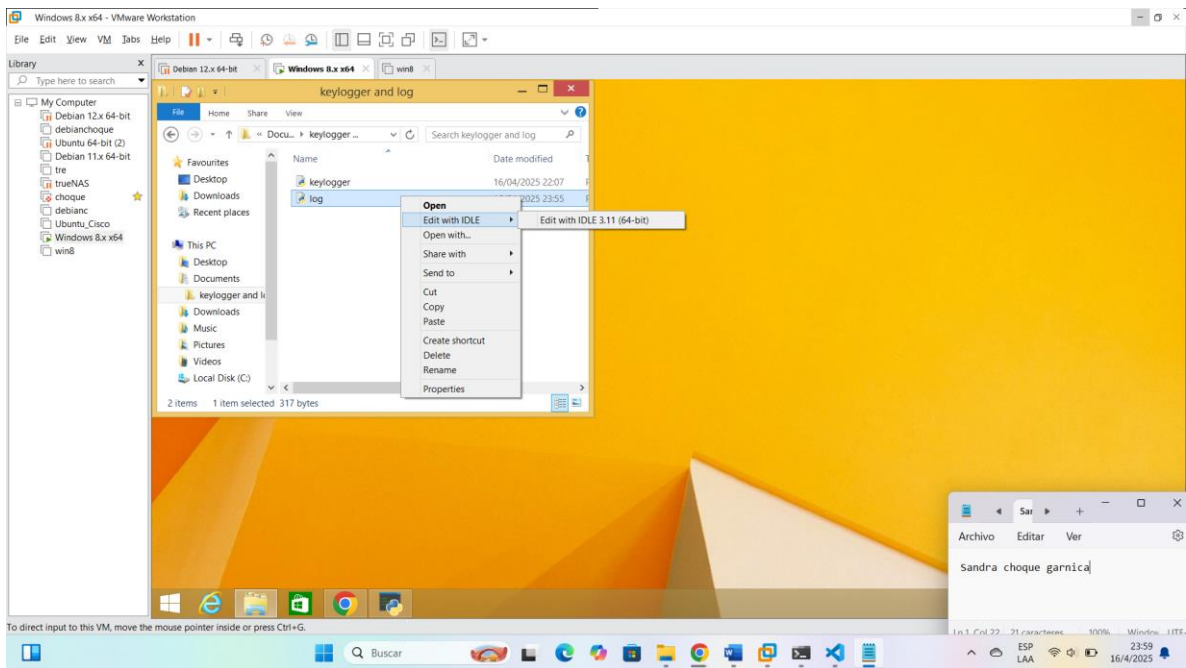 Windows 8.x x64 - VMware Workstation
File Edit View VM Tabs Help
Library X
Type here to search
My Computer
Debian 12.x 64-bit
debianchoque
Ubuntu 64-bit (2)
Debian 11.x 64-bit
tre
trueNAS
choque
debianc
Ubuntu_Cisco
Windows 8.x x64
win8
Debian 12.x 64-bit Windows 8.x x64 win8
keylogger and log
File Home Share View
« Docu... keylogger ... Search keylogger and log
Name Date modified
Favourites
Desktop
Downloads
Recent places
This PC
Desktop
Documents
keylogger and lo
Downloads
Music
Pictures
Videos
Local Disk (C:)
keylogger 16/04/2025 22:07
log 2025 23:55
Open
Edit with IDLE
Edit with IDLE 3.11 (64-bit)
Open with...
Share with
Send to
Cut
Copy
Paste
Create shortcut
Delete
Rename
Properties
2 items 1 item selected 317 bytes
San
Archivo Editar Ver
Sandra choque garnica
Ln 1, Col 22 21 caracteres 100% Window UTF-
To direct input to this VM, move the mouse pointer inside or press Ctrl+G.
Buscar
ESP
LAA
23:59
16/4/2025